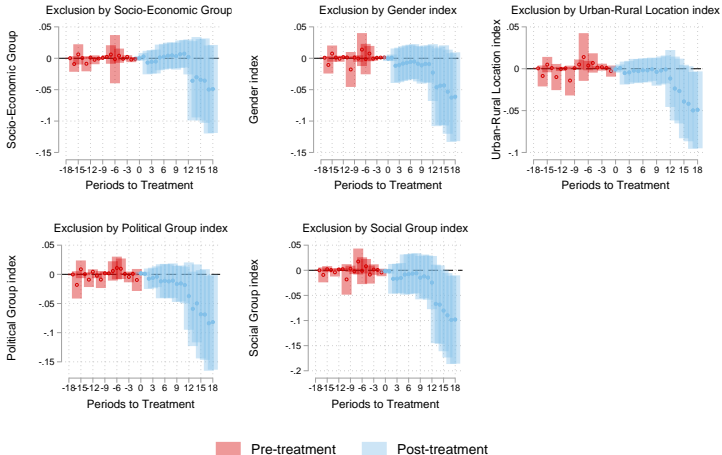 Exclusion by Socio-Economic Group
Socio-Economic Group
.05
0
-.05
-.1
-.15
-18-15-12-9 -6 -3 0 3 6 9 12 15 18
Periods to Treatment
Exclusion by Gender index
Gender index
.05
0
-.05
-.1
-.15
-18-15-12-9 -6 -3 0 3 6 9 12 15 18
Periods to Treatment
Exclusion by Urban-Rural Location index
Urban-Rural Location index
.05
0
-.05
-.1
-18-15-12-9 -6 -3 0 3 6 9 12 15 18
Periods to Treatment
Exclusion by Political Group index
Political Group index
.05
0
-.05
-.1
-.15
-18-15-12-9 -6 -3 0 3 6 9 12 15 18
Periods to Treatment
Exclusion by Social Group index
Social Group index
.05
0
-.05
-.1
-.15
-.2
-18-15-12-9 -6 -3 0 3 6 9 12 15 18
Periods to Treatment
Pre-treatment
Post-treatment